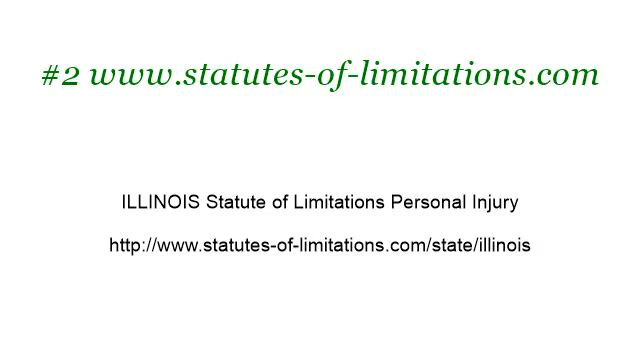 #2 www.statutes-of-limitations.com
ILLINOIS Statute of Limitations Personal Injury
http://www.statutes-of-limitations.com/state/illinois